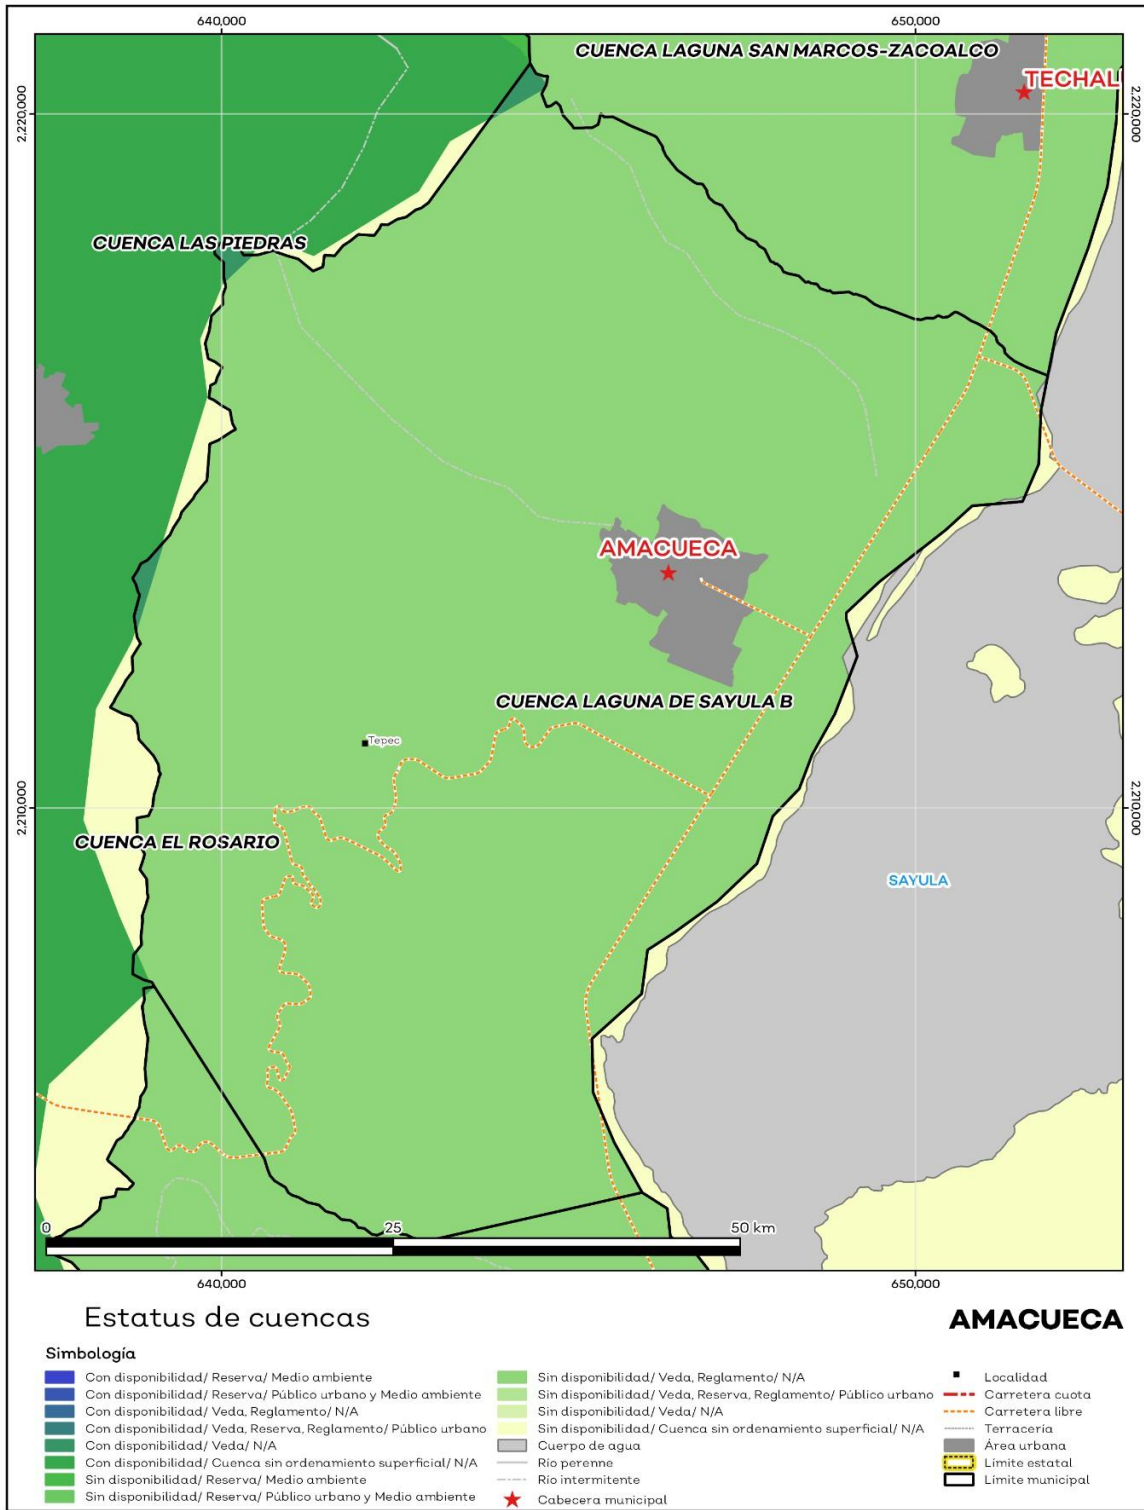 640,000
650,000
CUENCA LAGUNA SAN MARCOS-ZACOALCO
TECHAL
2,220,000
2,220,000
CUENCA LAS PIEDRAS
AMACUECA
CUENCA LAGUNA DE SAYULA B
Tepec
2,210,000
2,210,000
CUENCA EL ROSARIO
SAYULA
0
25
50 km
640,000
650,000
Estatus de cuencas
AMACUECA
Simbología
Con disponibilidad/ Reserva/ Medio ambiente
Con disponibilidad/ Reserva/ Público urbano y Medio ambiente
Con disponibilidad/ Veda, Reglamento/ N/A
Con disponibilidad/ Veda, Reserva, Reglamento/ Público urbano
Con disponibilidad/ Veda/ N/A
Con disponibilidad/ Cuenca sin ordenamiento superficial/ N/A
Sin disponibilidad/ Reserva/ Medio ambiente
Sin disponibilidad/ Reserva/ Público urbano y Medio ambiente
Sin disponibilidad/ Veda, Reglamento/ N/A
Sin disponibilidad/ Veda, Reserva, Reglamento/ Público urbano
Sin disponibilidad/ Veda/ N/A
Sin disponibilidad/ Cuenca sin ordenamiento superficial/ N/A
Cuerpo de agua
Río perenne
Río intermitente
Cabecera municipal
Localidad
Carretera cuota
Carretera libre
Terracería
Área urbana
Límite estatal
Límite municipal